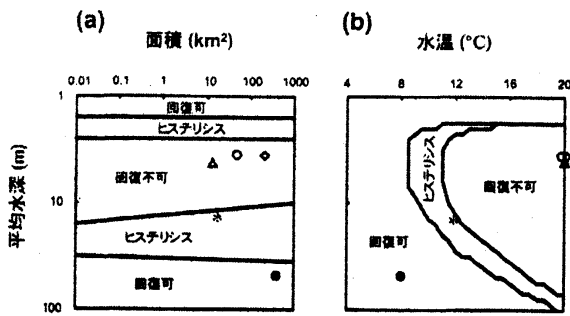 (a)
面積 (km²)
0.01 0.1 1 10 100 1000
平均水深 (m)
1
10
100
回復可
ヒステリシス
回復不可
ヒステリシス
回復可
(b)
水温 (°C)
4 8 12 16 20
ヒステリシス
回復不可
回復可